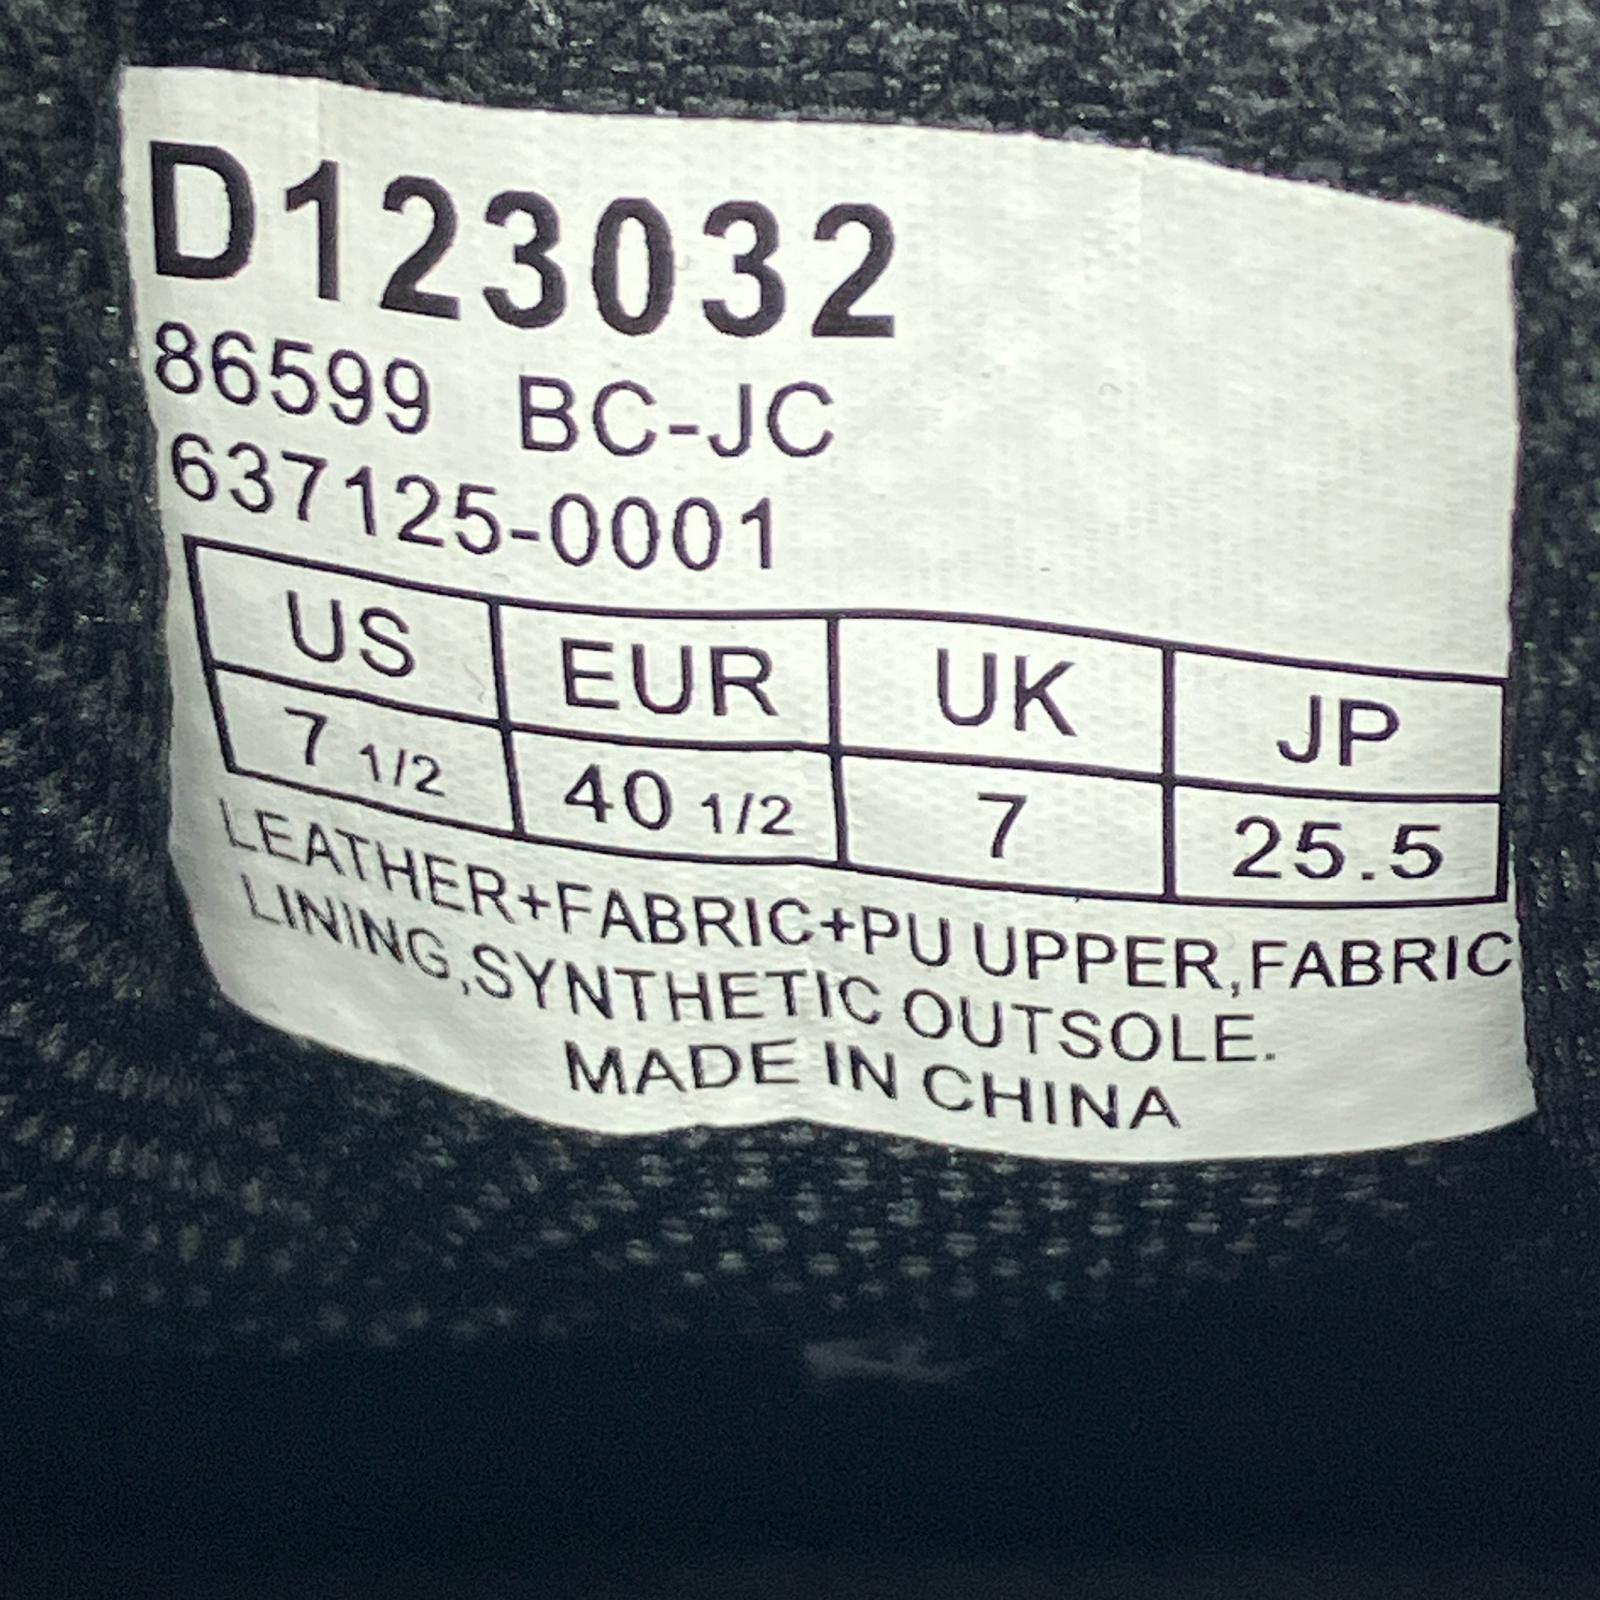 D123032
86599 BC-JC
637125-0001
US EUR UK JP
7 1/2 40 1/2 7 25.5
LEATHER+FABRIC+PU UPPER,FABRIC
LINING,SYNTHETIC OUTSOLE.
MADE IN CHINA